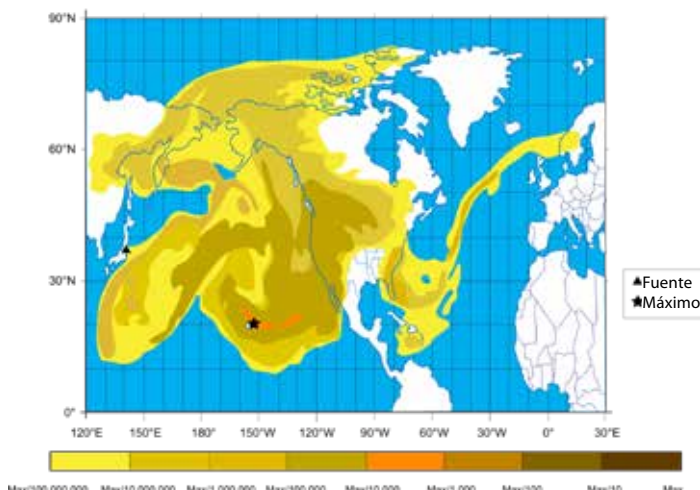 90°N
60°N
30°N
0°
120°E 150°E 180° 150°W 120°W 90°W 60°W 30°W 0° 30°E
Fuente
Máximo
Max/100,000,000 Max/10,000,000 Max/1,000,000 Max/100,000 Max/10,000 Max/1,000 Max/100 Max/10 Max